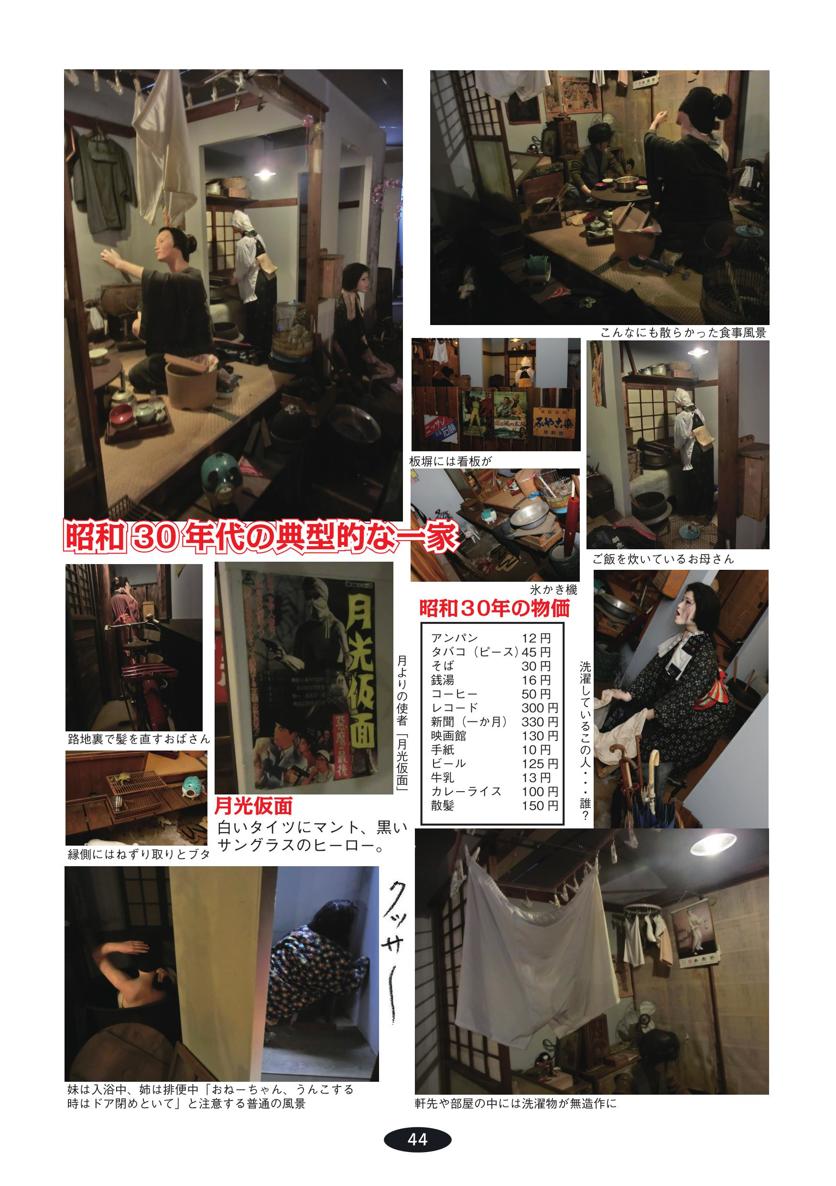 こんなにも散らかった食事風景
板塀には看板が
ご飯を炊いているお母さん
氷かき機
昭和30年代の典型的な一家
路地裏で髪を直すおばさん
縁側にはねずり取りとブタ
月光仮面
月よりの使者「月光仮面」
月光仮面
白いタイツにマント、黒い
サングラスのヒーロー。
昭和30年の物価
アンパン 12円
タバコ（ピース）45円
そば 30円
銭湯 16円
コーヒー 50円
レコード 300円
新聞（一か月） 330円
映画館 130円
手紙 10円
ビール 125円
牛乳 13円
カレーライス 100円
散髪 150円
洗濯しているこの人・・・誰？
クッサー
妹は入浴中、姉は排便中「おねーちゃん、うんこする
時はドア閉めといて」と注意する普通の風景
軒先や部屋の中には洗濯物が無造作に
44